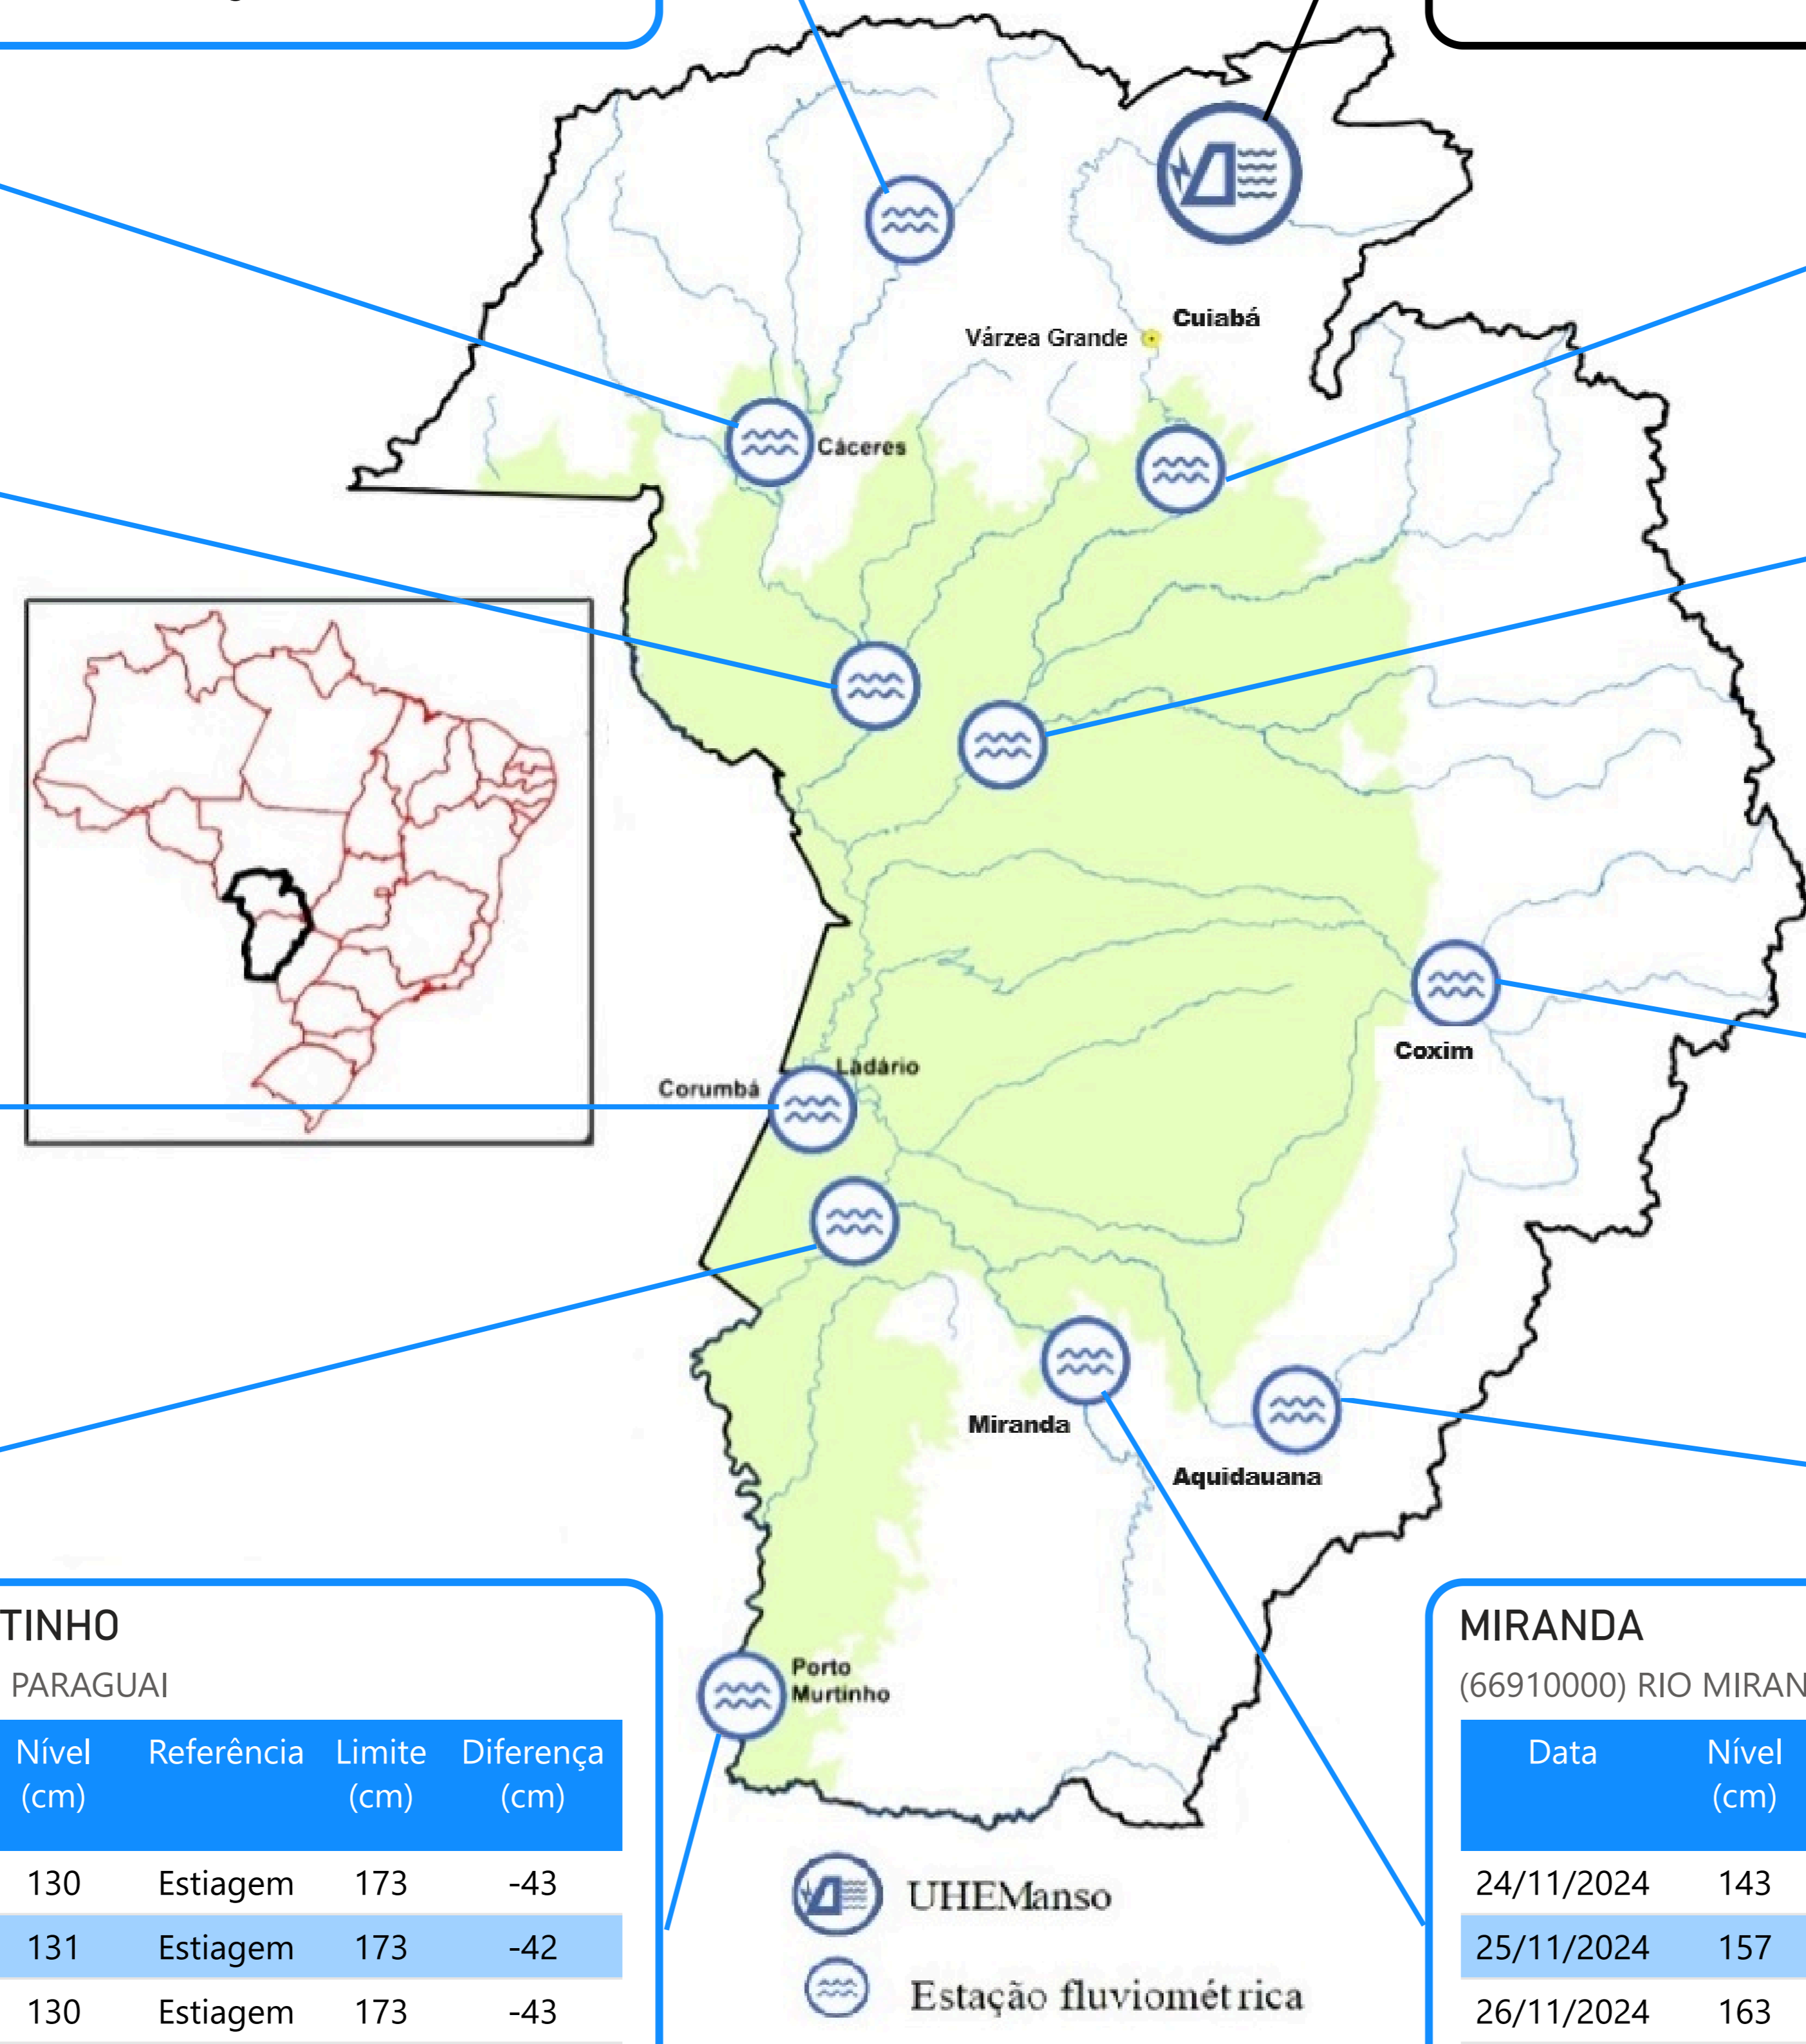 Cuiabá
Várzea Grande
Cáceres
Coxim
Ladário
Corumbá
Miranda
Aquidauana
Porto
Murtinho
TINHO
PARAGUAI
Nível Referência Limite Diferença
(cm) (cm) (cm)
130 Estiagem 173 -43
131 Estiagem 173 -42
130 Estiagem 173 -43
UHEManso
Estação fluviométrica
MIRANDA
(66910000) RIO MIRAN
Data Nível
(cm)
24/11/2024 143
25/11/2024 157
26/11/2024 163